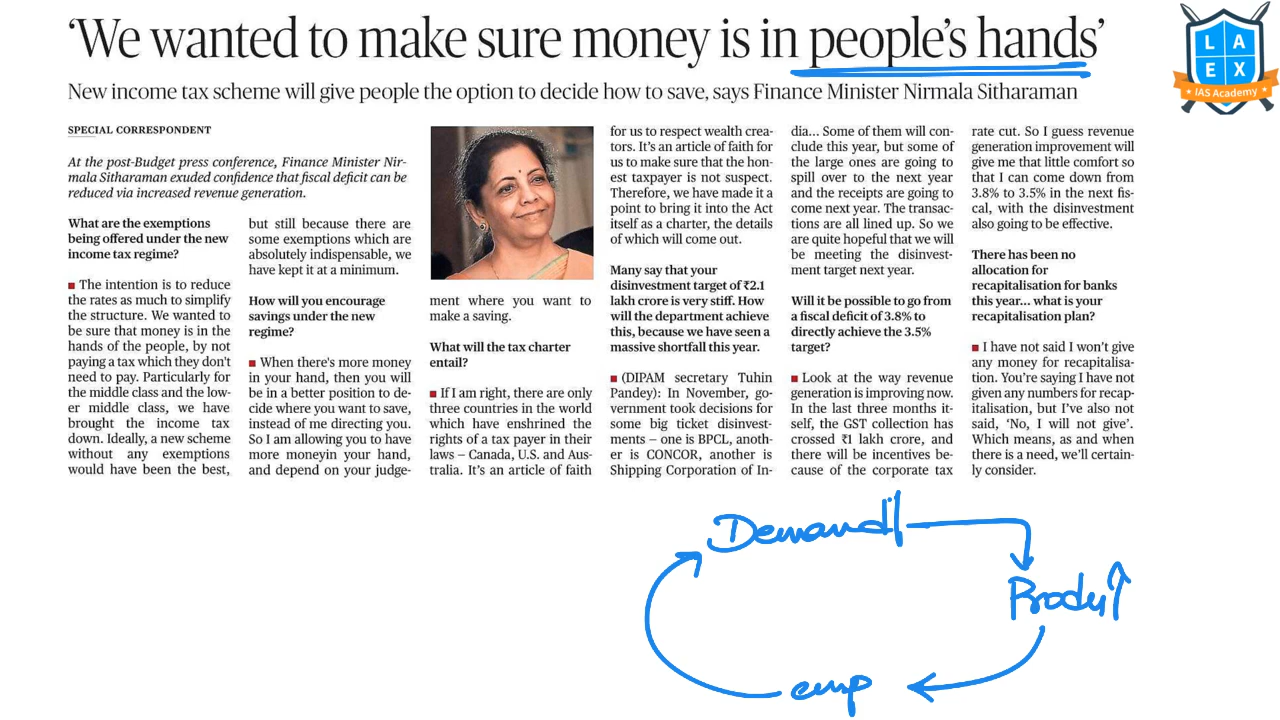 ‘We wanted to make sure money is in people’s hands’
New income tax scheme will give people the option to decide how to save, says Finance Minister Nirmala Sitharaman
SPECIAL CORRESPONDENT
At the post-Budget press conference, Finance Minister Nir-
mala Sitharaman exuded confidence that fiscal deficit can be
reduced via increased revenue generation.
What are the exemptions
being offered under the new
income tax regime?
■ The intention is to reduce
the rates as much to simplify
the structure. We wanted to
be sure that money is in the
hands of the people, by not
paying a tax which they don't
need to pay. Particularly for
the middle class and the low-
er middle class, we have
brought the income tax
down. Ideally, a new scheme
without any exemptions
would have been the best,
but still because there are
some exemptions which are
absolutely indispensable, we
have kept it at a minimum.
How will you encourage
savings under the new
regime?
■ When there's more money
in your hand, then you will
be in a better position to de-
cide where you want to save,
instead of me directing you.
So I am allowing you to have
more moneyin your hand,
and depend on your judge-
ment where you want to
make a saving.
What will the tax charter
entail?
■ If I am right, there are only
three countries in the world
which have enshrined the
rights of a tax payer in their
laws – Canada, U.S. and Aus-
tralia. It's an article of faith
for us to respect wealth crea-
tors. It's an article of faith
for us to make sure that the hon-
est taxpayer is not suspect.
Therefore, we have made it a
point to bring it into the Act
itself as a charter, the details
of which will come out.
Many say that your
disinvestment target of ₹2.1
lakh crore is very stiff. How
will the department achieve
this, because we have seen a
massive shortfall this year.
■ (DIPAM secretary Tuhin
Pandey): In November, go-
vernment took decisions for
some big ticket disinvest-
ments – one is BPCL, anoth-
er is CONCOR, another is
Shipping Corporation of In-
dia... Some of them will con-
clude this year, but some of
the large ones are going to
spill over to the next year
and the receipts are going to
come next year. The transac-
tions are all lined up. So we
are quite hopeful that we will
be meeting the disinvest-
ment target next year.
Will it be possible to go from
a fiscal deficit of 3.8% to
directly achieve the 3.5%
target?
■ Look at the way revenue
generation is improving now.
In the last three months it-
self, the GST collection has
crossed ₹1 lakh crore, and
there will be incentives be-
cause of the corporate tax
rate cut. So I guess revenue
generation improvement will
give me that little comfort so
that I can come down from
3.8% to 3.5% in the next fis-
cal, with the disinvestment
also going to be effective.
There has been no
allocation for
recapitalisation for banks
this year... what is your
recapitalisation plan?
■ I have not said I won't give
any money for recapitalisa-
tion. You're saying I have not
given any numbers for recap-
italisation, but I've also not
said, ‘No, I will not give’.
Which means, as and when
there is a need, we'll certain-
ly consider.
L A
E X
IAS Academy
Demand
Produ↑
emp